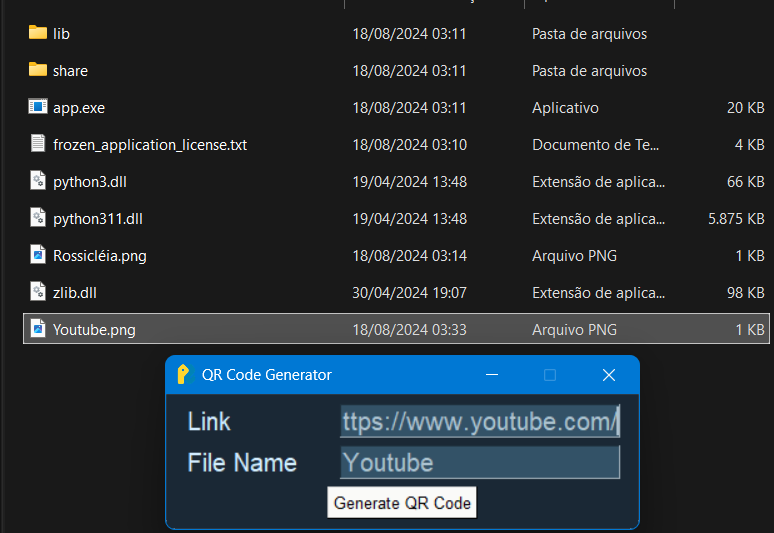 lib 18/08/2024 03:11 Pasta de arquivos
share 18/08/2024 03:11 Pasta de arquivos
app.exe 18/08/2024 03:11 Aplicativo 20 KB
frozen_application_license.txt 18/08/2024 03:10 Documento de Te... 4 KB
python3.dll 19/04/2024 13:48 Extensão de aplica... 66 KB
python311.dll 19/04/2024 13:48 Extensão de aplica... 5.875 KB
Rossicléia.png 18/08/2024 03:14 Arquivo PNG 1 KB
zlib.dll 30/04/2024 19:07 Extensão de aplica... 98 KB
Youtube.png 18/08/2024 03:33 Arquivo PNG 1 KB
QR Code Generator
Link ttps://www.youtube.com/
File Name Youtube
Generate QR Code